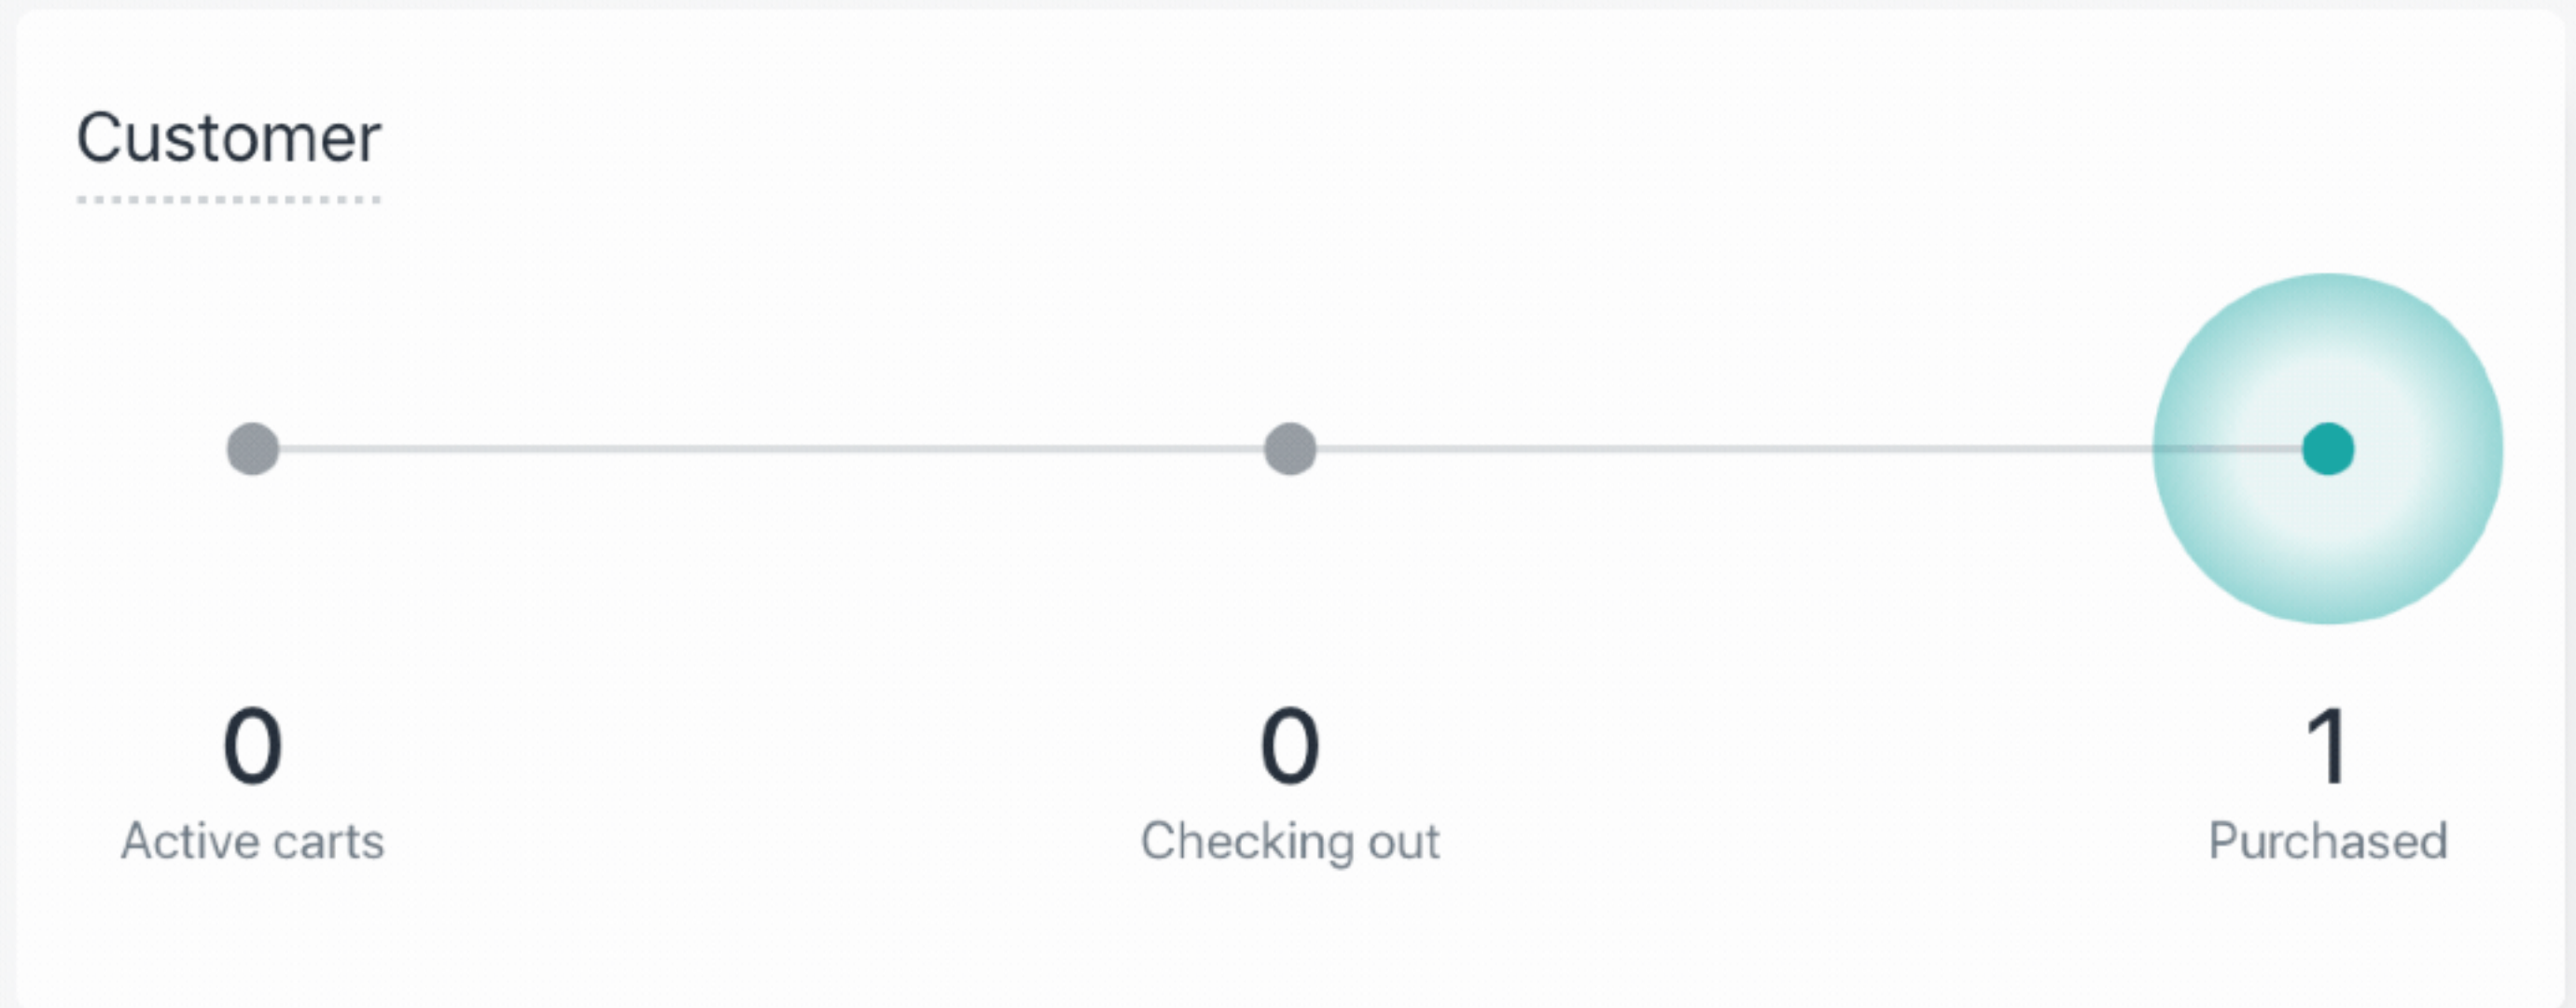 Customer
0
0
1
Active carts
Checking out
Purchased